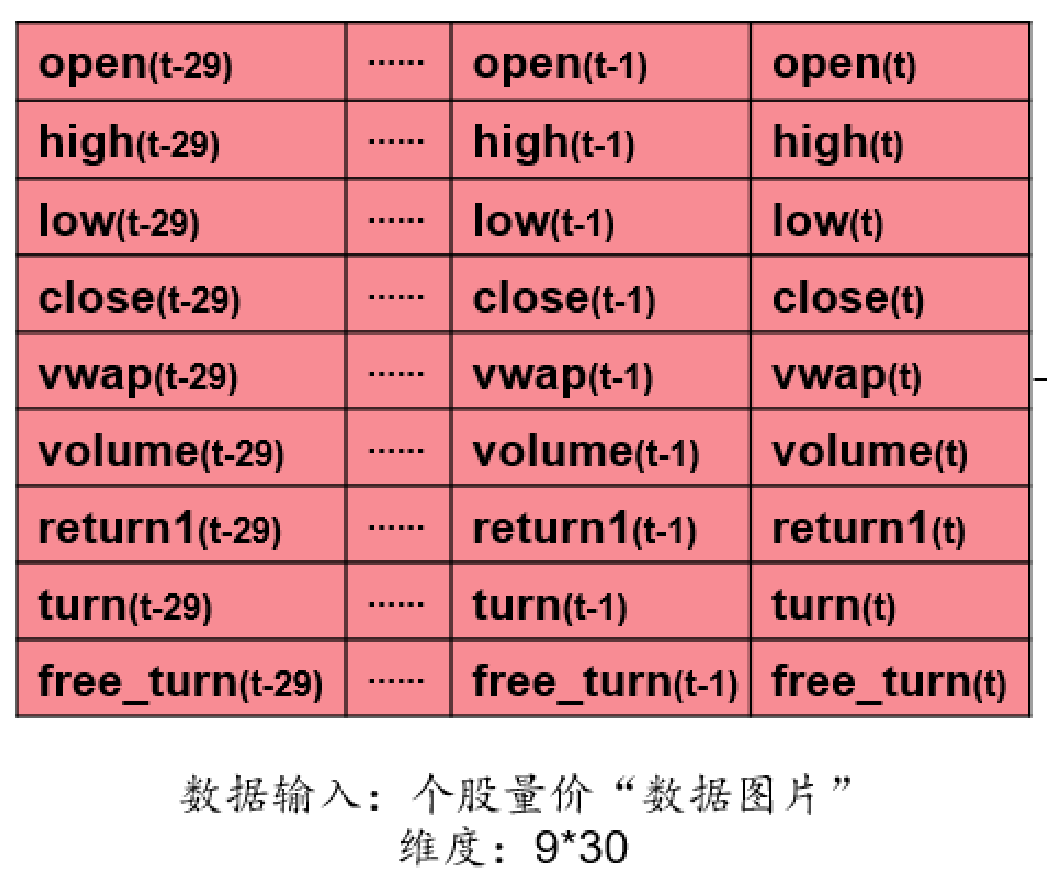 open(t-29) ...... open(t-1) open(t)
high(t-29) ...... high(t-1) high(t)
low(t-29) ...... low(t-1) low(t)
close(t-29) ...... close(t-1) close(t)
vwap(t-29) ...... vwap(t-1) vwap(t)
volume(t-29) ...... volume(t-1) volume(t)
return1(t-29) ...... return1(t-1) return1(t)
turn(t-29) ...... turn(t-1) turn(t)
free_turn(t-29) ...... free_turn(t-1) free_turn(t)
数据输入：个股量价“数据图片”
维度：9*30